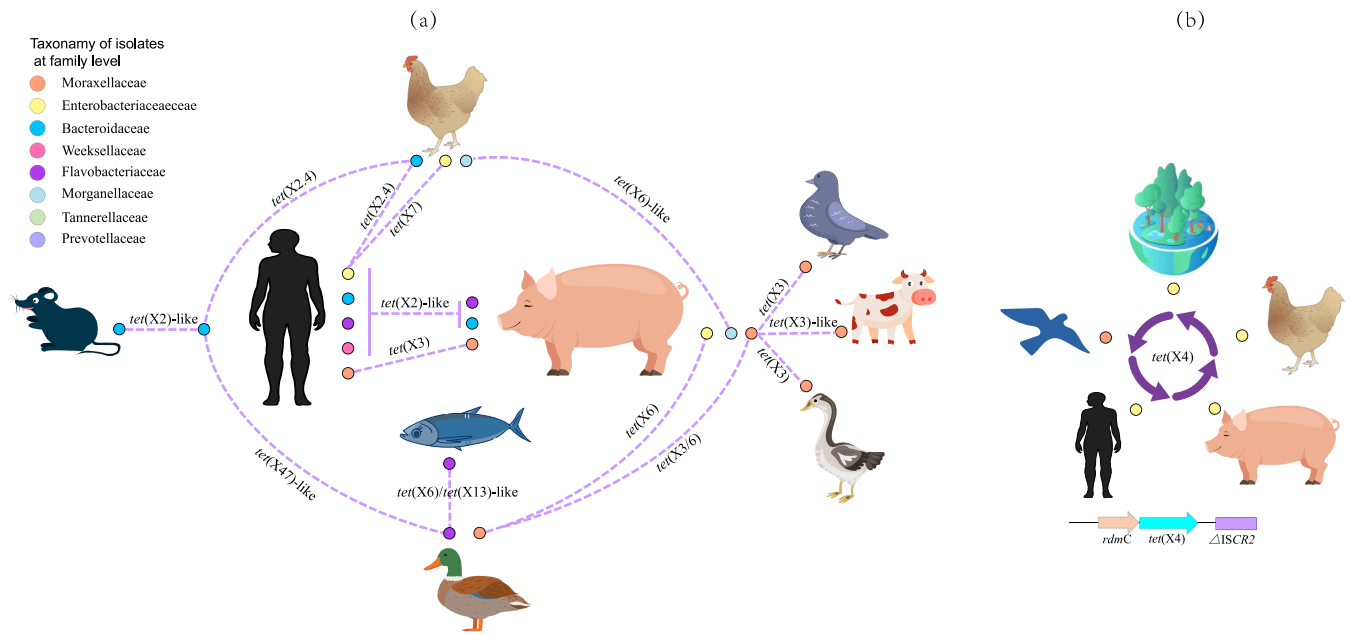 (a)
(b)
Taxonamy of isolates
at family level
Moraxellaceae
Enterobacteriaceaeceae
Bacteroidaceae
Weeksellaceae
Flavobacteriaceae
Morganellaceae
Tannerellaceae
Prevotellaceae
tet(X2.4)
tet(X2.4)
tet(X7)
tet(X6)-like
tet(X2)-like
tet(X2)-like
tet(X3)
tet(X3)
tet(X3)-like
tet(X3)
tet(X6)
tet(X3/6)
tet(X47)-like
tet(X6)/tet(X13)-like
tet(X4)
rdmC
tet(X4)
△ISCR2